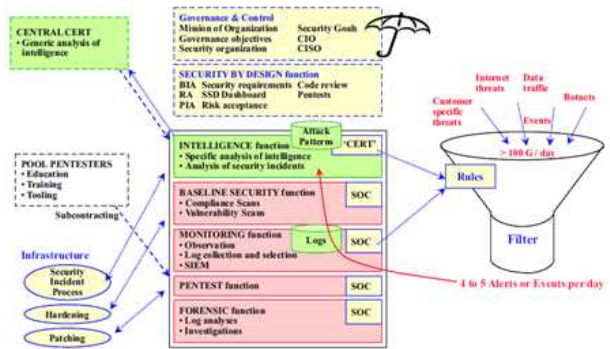 Governance & Control
Mission of Organization Security Goals
Governance objectives CIO
Security organization CISO
CENTRAL CERT
• Generic analysis of
intelligence
SECURITY BY DESIGN function
BIA Security requirements Code review
RA SSD Dashboard Pentests
PIA Risk acceptance
Internet
threats
Data
traffic
Botnets
Customer
specific
threats
Events
> 100 G / day
Attack
Patterns
INTELLIGENCE function
'CERT'
• Specific analysis of intelligence
• Analysis of security incidents
POOL PENTESTERS
• Education
• Training
• Tooling
Subcontracting
BASELINE SECURITY function
SOC
• Compliance Scans
• Vulnerability Scans
Rules
MONITORING function
Logs
SOC
• Observation
• Log collection and selection
• SIEM
Filter
Infrastructure
Security
Incident
Process
Hardening
Patching
PENTEST function
SOC
4 to 5 Alerts or Events per day
FORENSIC function
SOC
• Log analyses
• Investigations